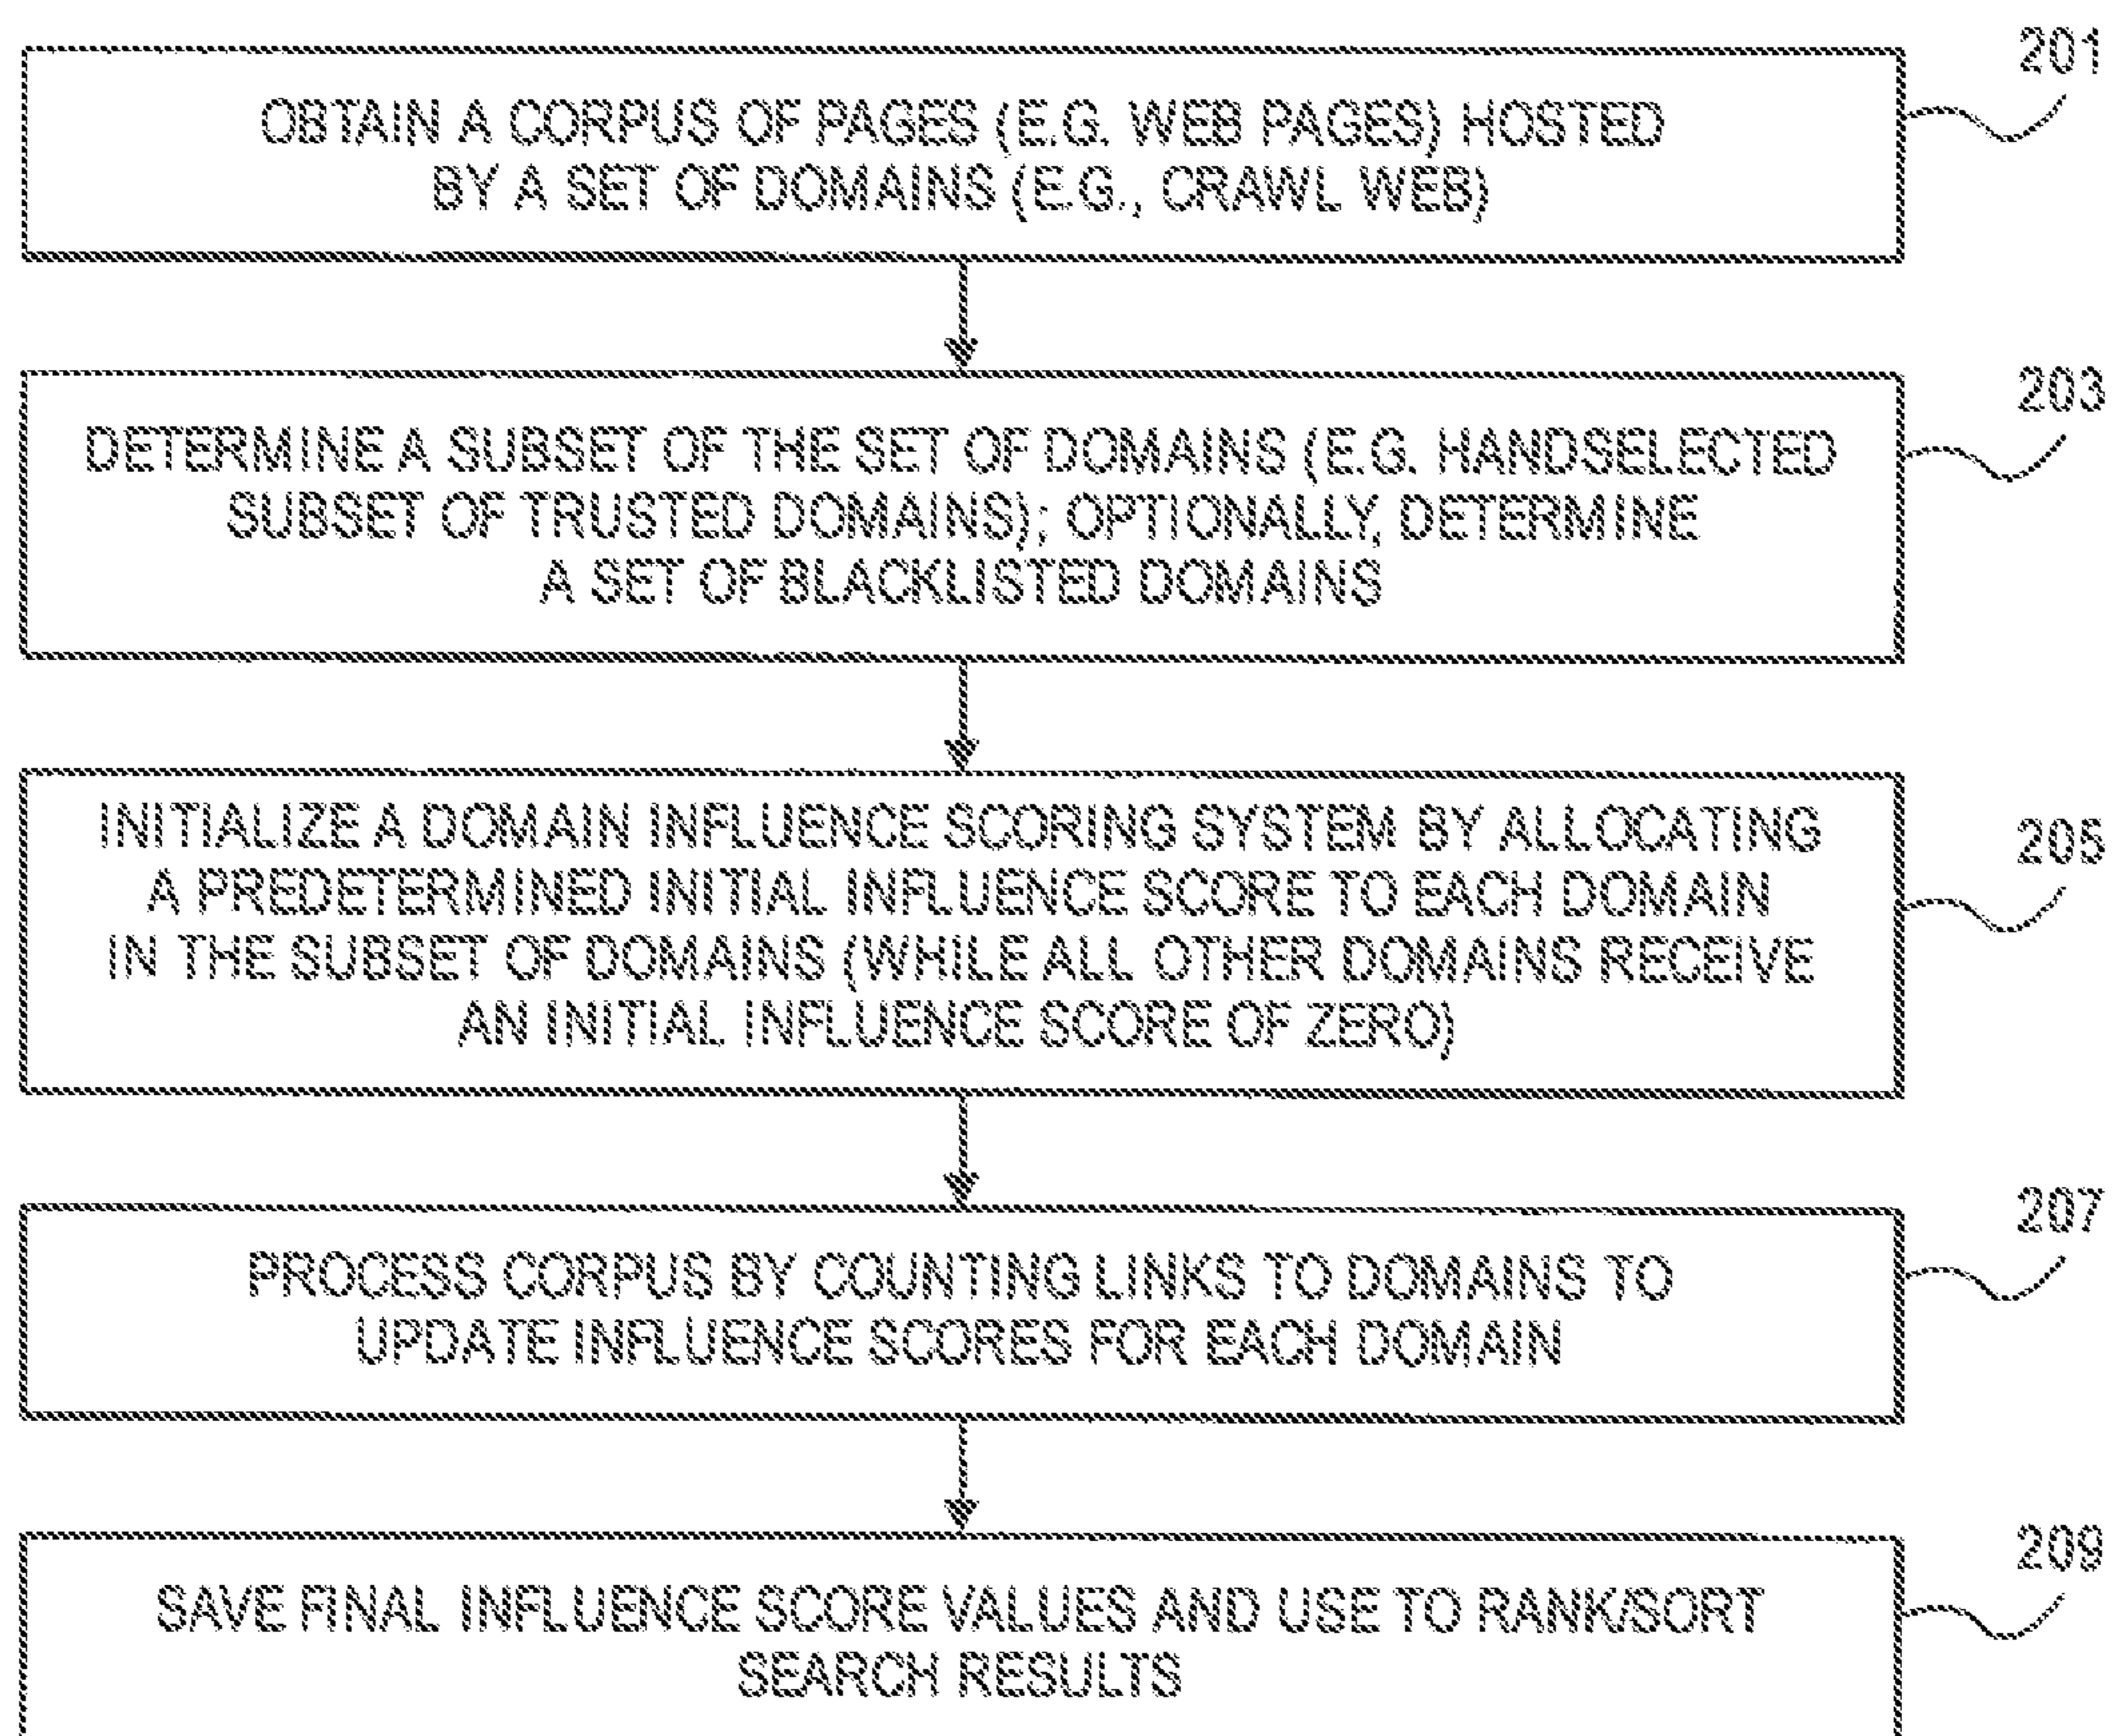 201
OBTAIN A CORPUS OF PAGES (E.G. WEB PAGES) HOSTED
BY A SET OF DOMAINS (E.G., CRAWL WEB)
203
DETERMINE A SUBSET OF THE SET OF DOMAINS (E.G. HANDSELECTED
SUBSET OF TRUSTED DOMAINS); OPTIONALLY, DETERMINE
A SET OF BLACKLISTED DOMAINS
205
INITIALIZE A DOMAIN INFLUENCE SCORING SYSTEM BY ALLOCATING
A PREDETERMINED INITIAL INFLUENCE SCORE TO EACH DOMAIN
IN THE SUBSET OF DOMAINS (WHILE ALL OTHER DOMAINS RECEIVE
AN INITIAL INFLUENCE SCORE OF ZERO)
207
PROCESS CORPUS BY COUNTING LINKS TO DOMAINS TO
UPDATE INFLUENCE SCORES FOR EACH DOMAIN
209
SAVE FINAL INFLUENCE SCORE VALUES AND USE TO RANK/SORT
SEARCH RESULTS